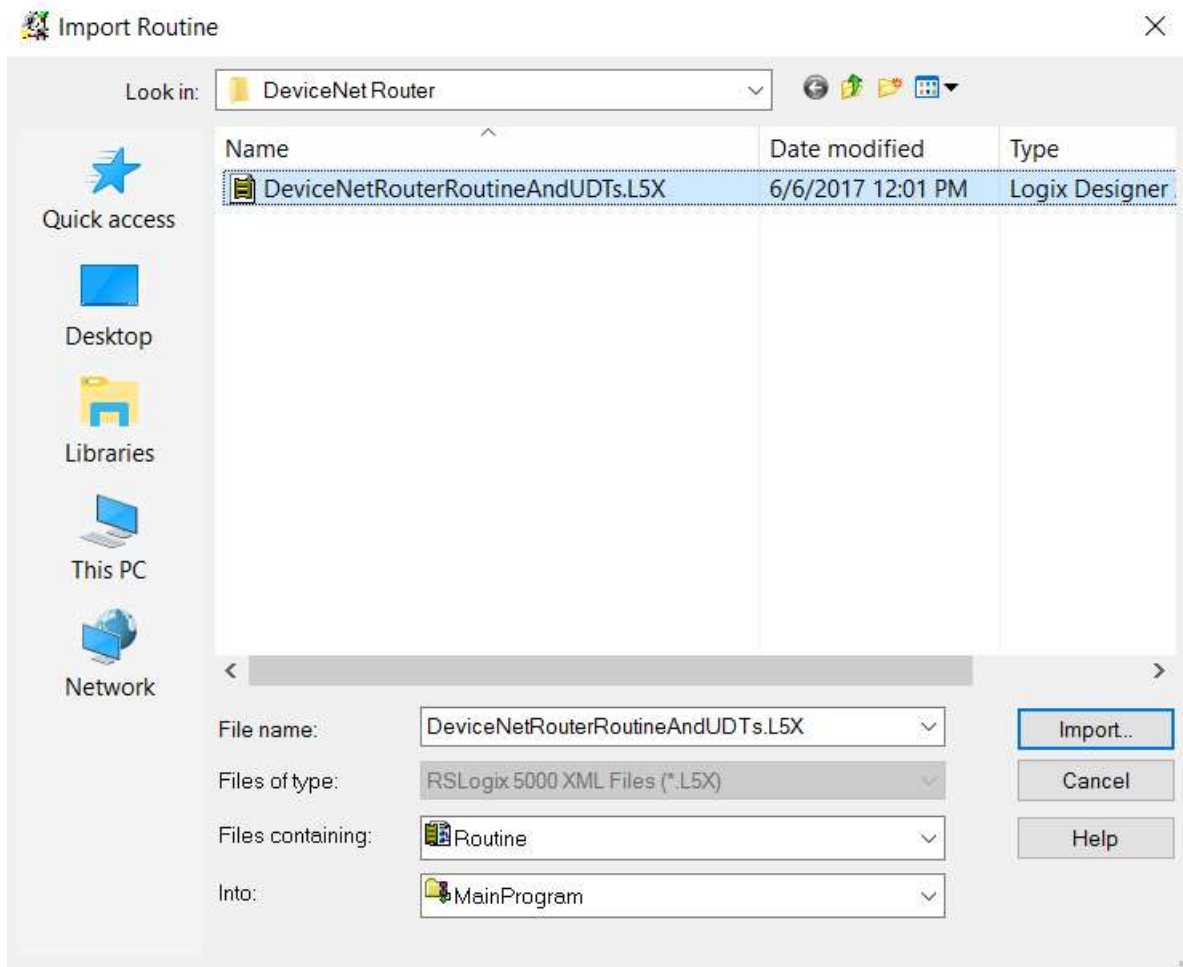 Import Routine
Look in: DeviceNet Router
Name Date modified Type
DeviceNetRouterRoutineAndUDTs.L5X 6/6/2017 12:01 PM Logix Designer
Quick access
Desktop
Libraries
This PC
Network
File name: DeviceNetRouterRoutineAndUDTs.L5X Import...
Files of type: RSLogix 5000 XML Files (*.L5X) Cancel
Files containing: Routine Help
Into: MainProgram